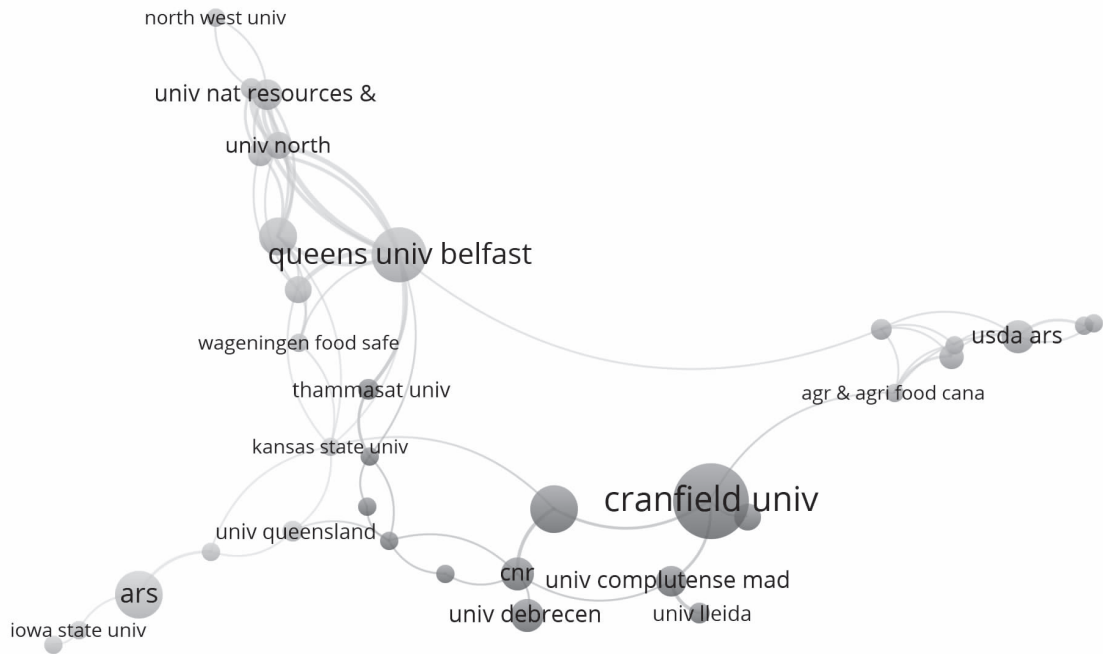 north west univ
univ nat resources &
univ north
queens univ belfast
usda ars
wageningen food safe
thammasat univ
agr & agri food cana
kansas state univ
cranfield univ
univ queensland
cnr
univ complutense mad
ars
univ debrecen
univ lleida
iowa state univ